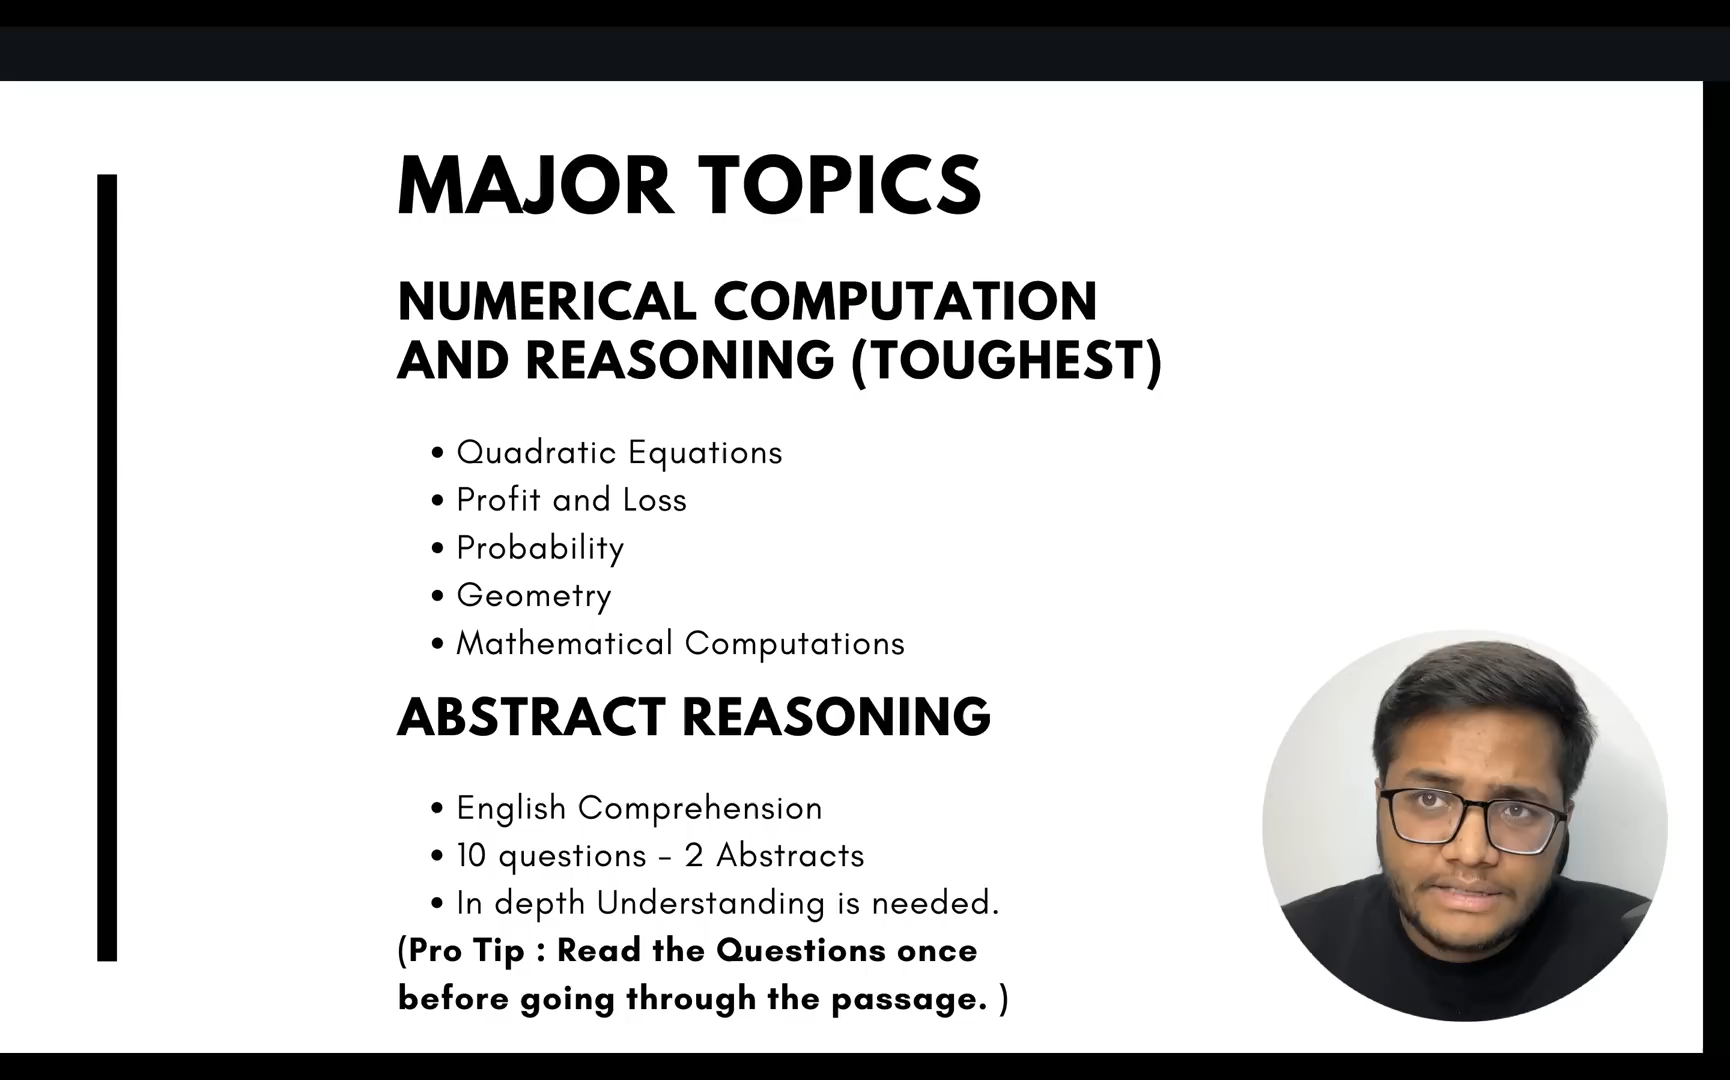 MAJOR TOPICS
NUMERICAL COMPUTATION
AND REASONING (TOUGHEST)
• Quadratic Equations
• Profit and Loss
• Probability
• Geometry
• Mathematical Computations
ABSTRACT REASONING
• English Comprehension
• 10 questions - 2 Abstracts
• In depth Understanding is needed.
(Pro Tip : Read the Questions once
before going through the passage. )